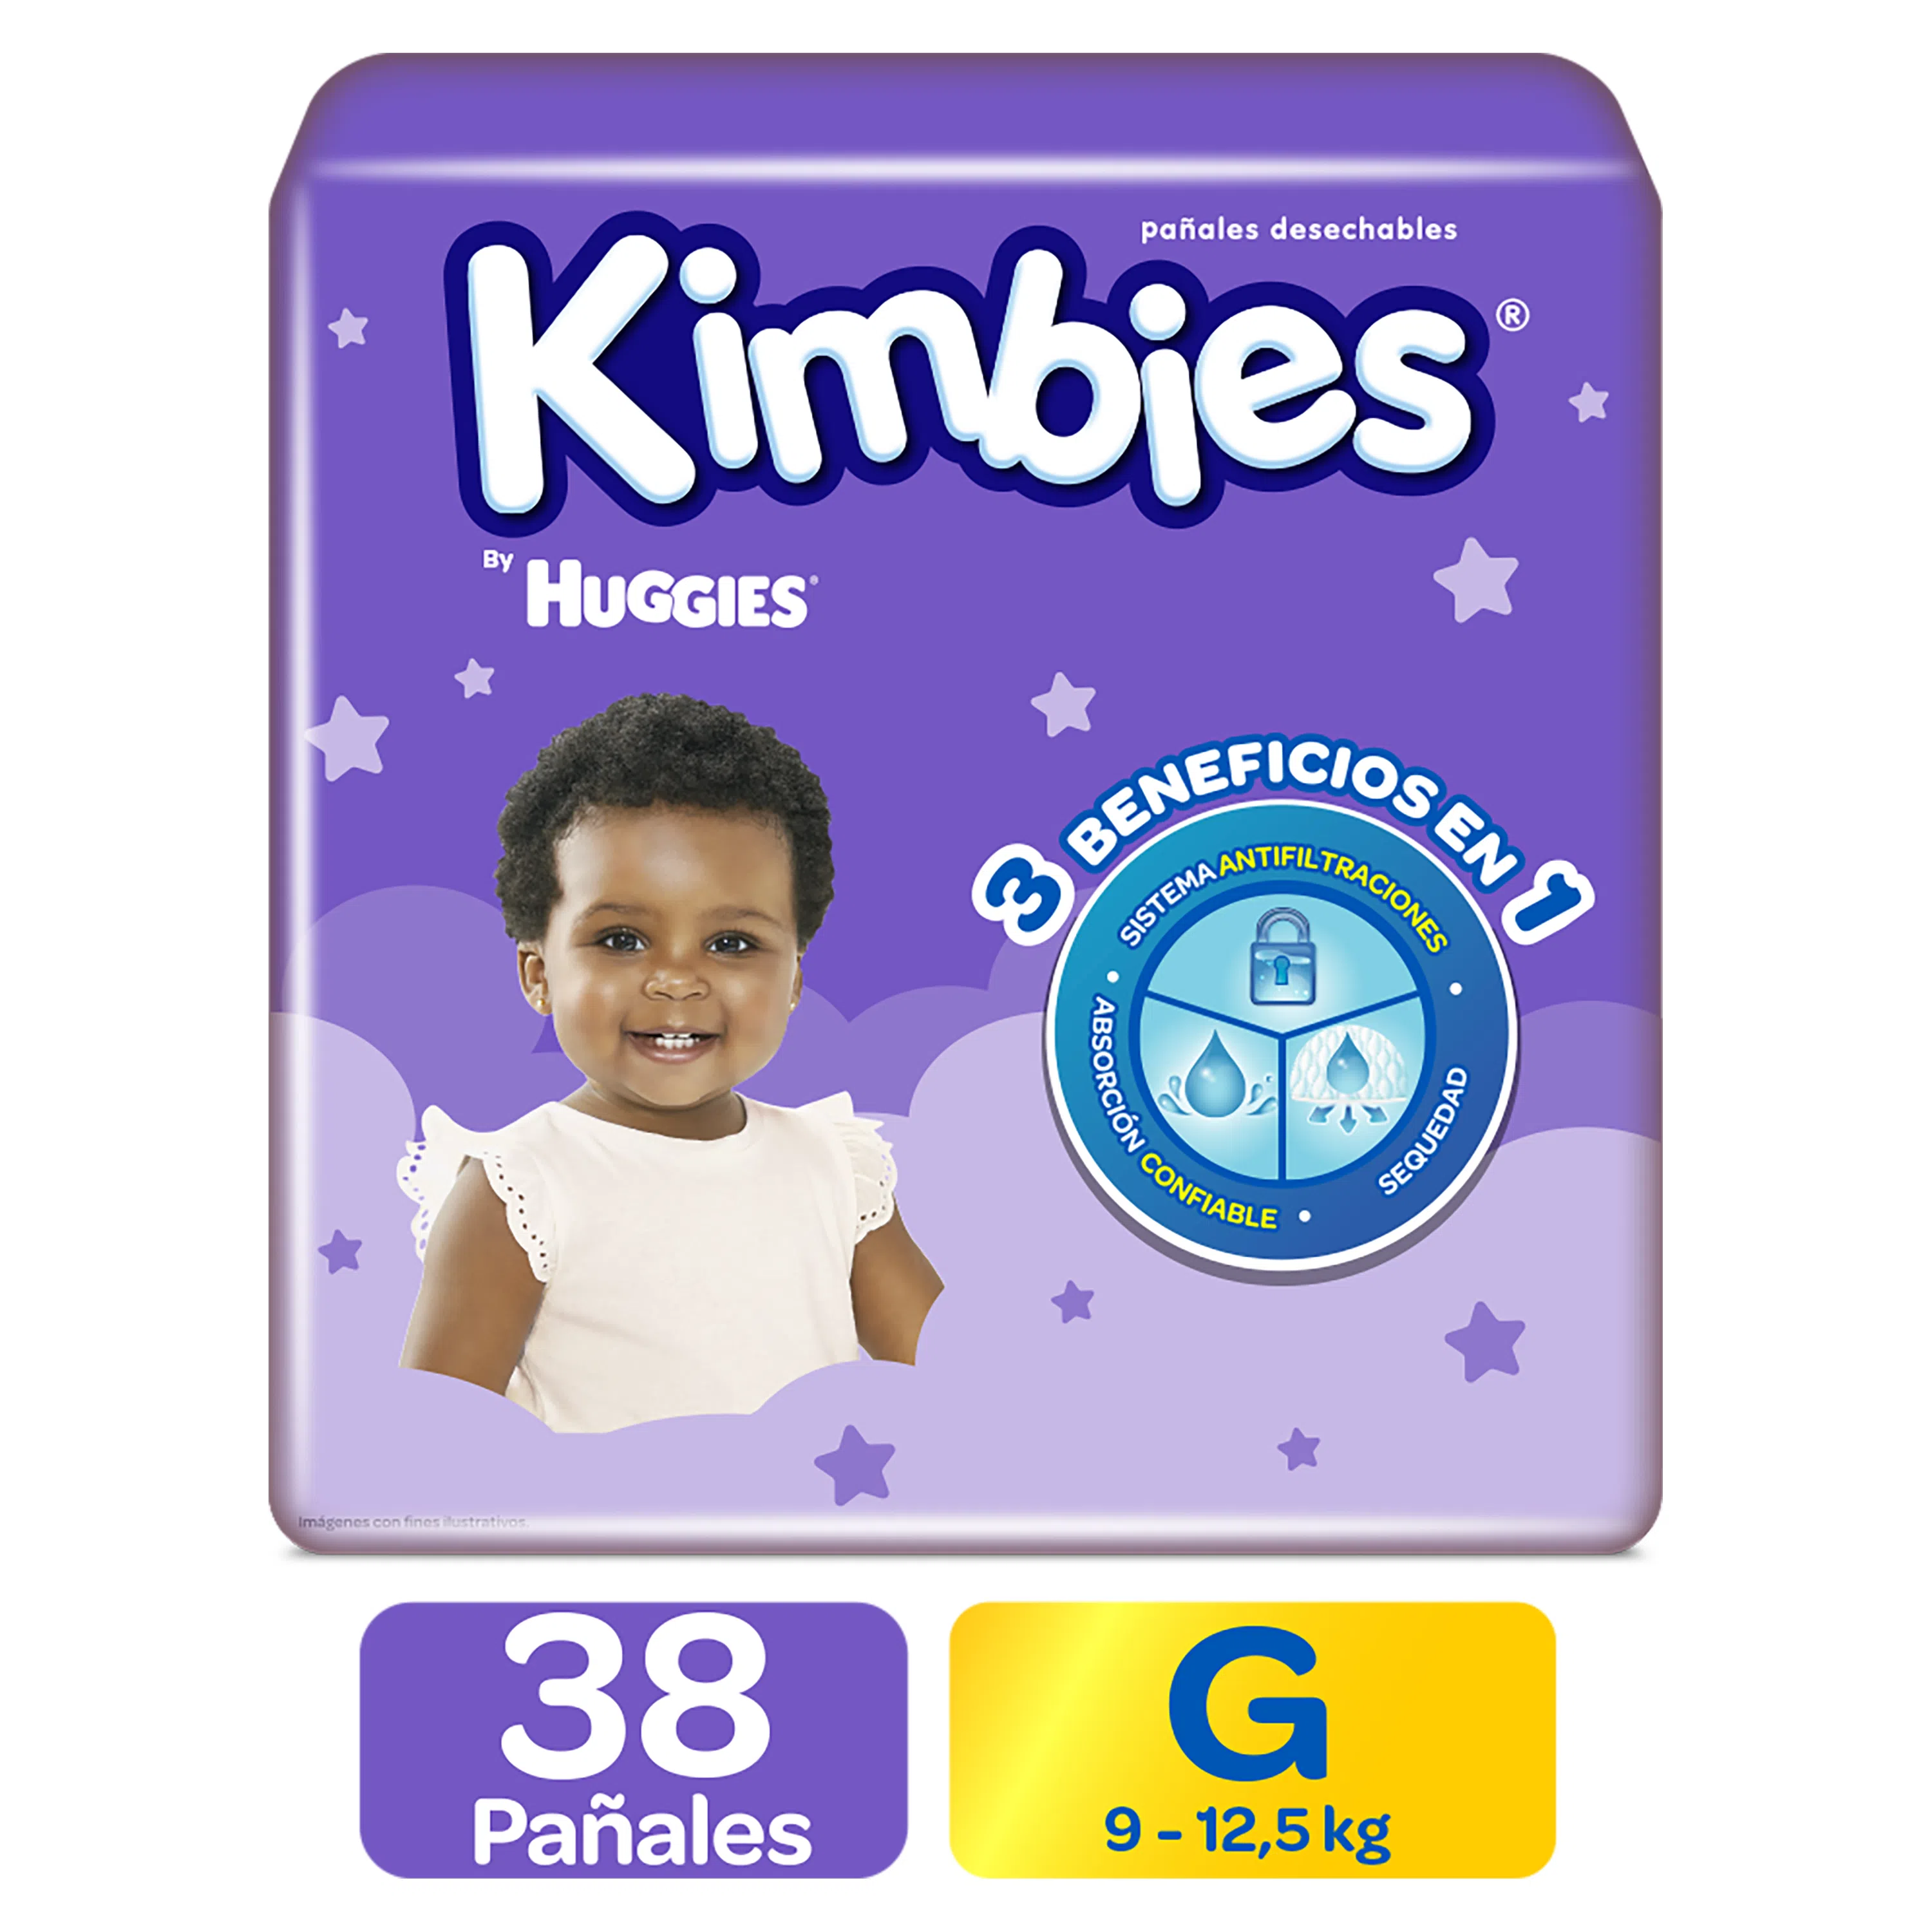 pañales desechables
Kimbies®
By HUGGIES®
3 BENEFICIOS EN 1
SISTEMA ANTIFILTRACIONES
ABSORCIÓN CONFIABLE
SEQUEDAD
Imágenes con fines ilustrativos.
38
Pañales
G
9 - 12,5 kg